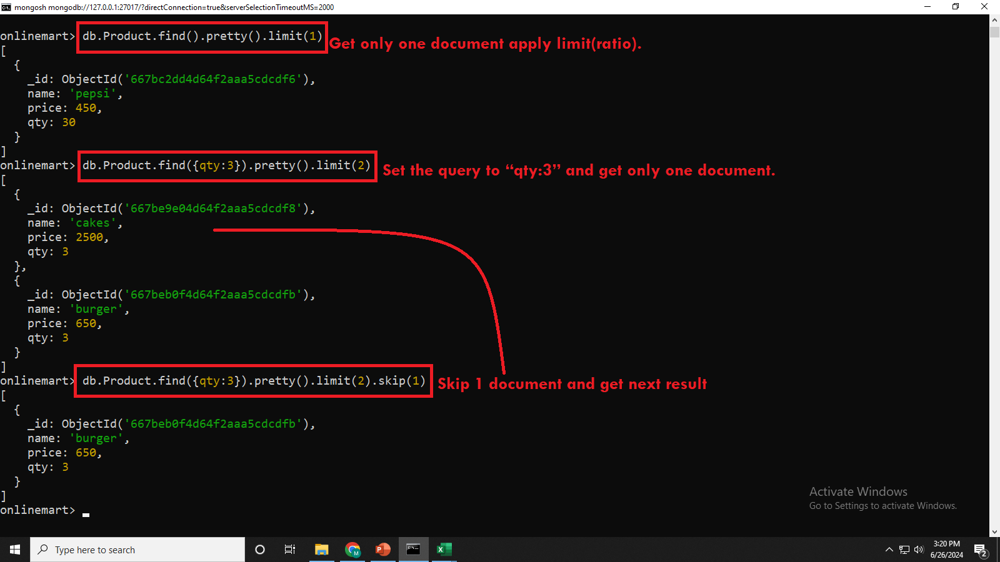 mongosh mongodb://127.0.0.1:27017/?directConnection=true&serverSelectionTimeoutMS=2000
onlinemart> db.Product.find().pretty().limit(1) Get only one document apply limit(ratio).
[
  {
    _id: ObjectId('667bc2dd4d64f2aaa5cdcdf6'),
    name: 'pepsi',
    price: 450,
    qty: 30
  }
]
onlinemart> db.Product.find({qty:3}).pretty().limit(2) Set the query to “qty:3” and get only one document.
[
  {
    _id: ObjectId('667be9e04d64f2aaa5cdcdf8'),
    name: 'cakes',
    price: 2500,
    qty: 3
  },
  {
    _id: ObjectId('667beb0f4d64f2aaa5cdcdfb'),
    name: 'burger',
    price: 650,
    qty: 3
  }
]
onlinemart> db.Product.find({qty:3}).pretty().limit(2).skip(1) Skip 1 document and get next result
[
  {
    _id: ObjectId('667beb0f4d64f2aaa5cdcdfb'),
    name: 'burger',
    price: 650,
    qty: 3
  }
]
onlinemart>
Activate Windows
Go to Settings to activate Windows.
Type here to search
3:20 PM
6/26/2024
2